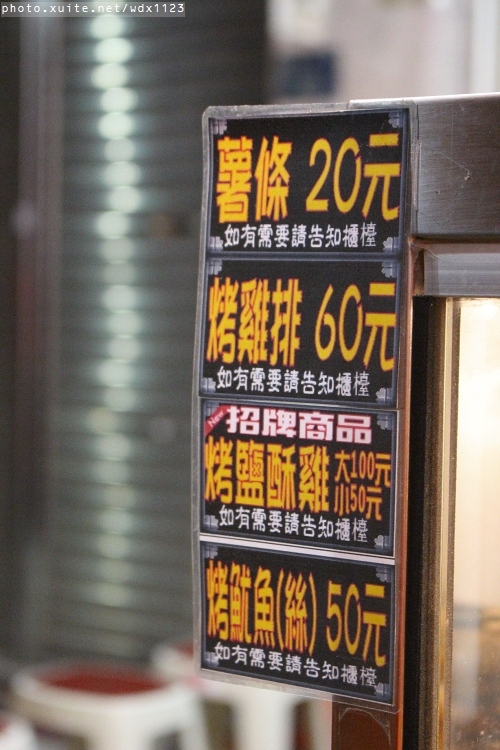 photo.xuite.net/wdx1123
薯條 20元
如有需要請告知櫃檯
烤雞排 60元
如有需要請告知櫃檯
New 招牌商品
烤鹽酥雞 大100元
小50元
如有需要請告知櫃檯
烤魷魚(絲) 50元
如有需要請告知櫃檯